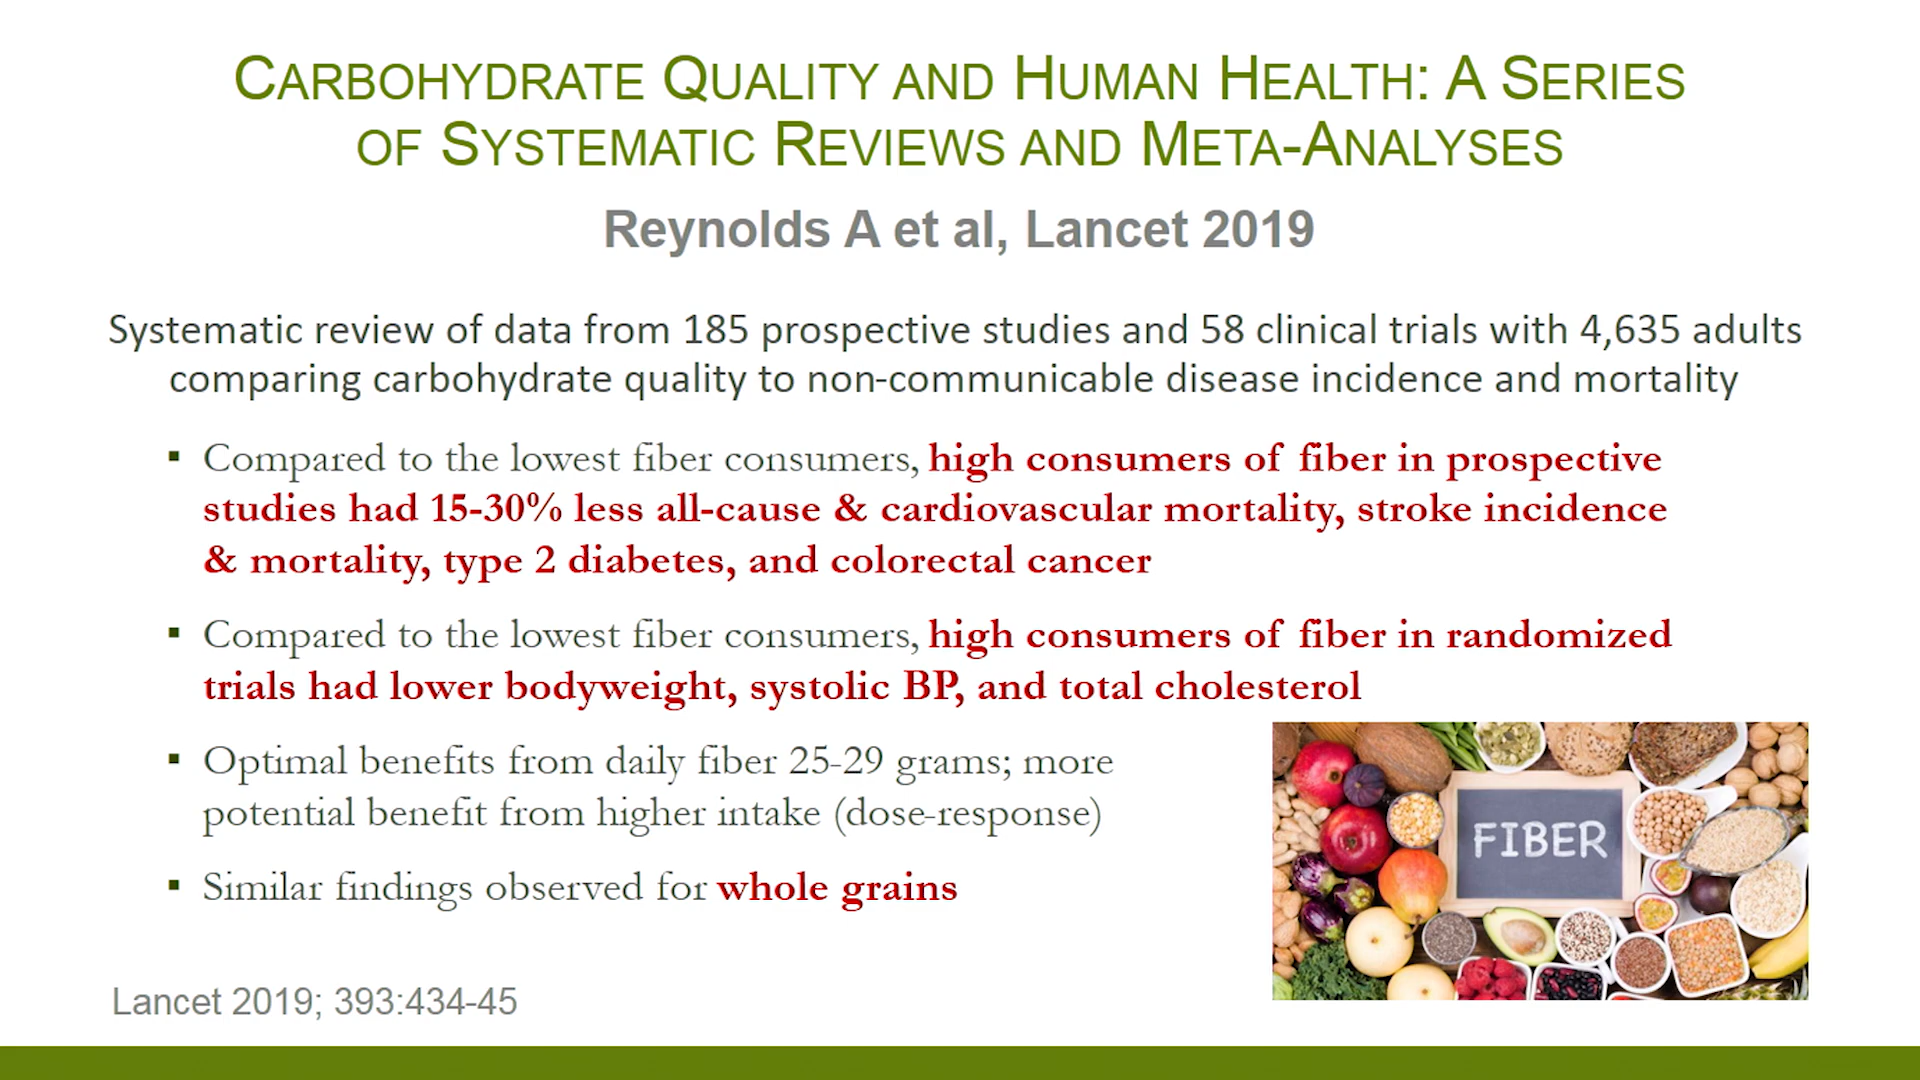 CARBOHYDRATE QUALITY AND HUMAN HEALTH: A SERIES
OF SYSTEMATIC REVIEWS AND META-ANALYSES
Reynolds A et al, Lancet 2019
Systematic review of data from 185 prospective studies and 58 clinical trials with 4,635 adults
comparing carbohydrate quality to non-communicable disease incidence and mortality
▪ Compared to the lowest fiber consumers, high consumers of fiber in prospective
studies had 15-30% less all-cause & cardiovascular mortality, stroke incidence
& mortality, type 2 diabetes, and colorectal cancer
▪ Compared to the lowest fiber consumers, high consumers of fiber in randomized
trials had lower bodyweight, systolic BP, and total cholesterol
▪ Optimal benefits from daily fiber 25-29 grams; more
potential benefit from higher intake (dose-response)
▪ Similar findings observed for whole grains
FIBER
Lancet 2019; 393:434-45